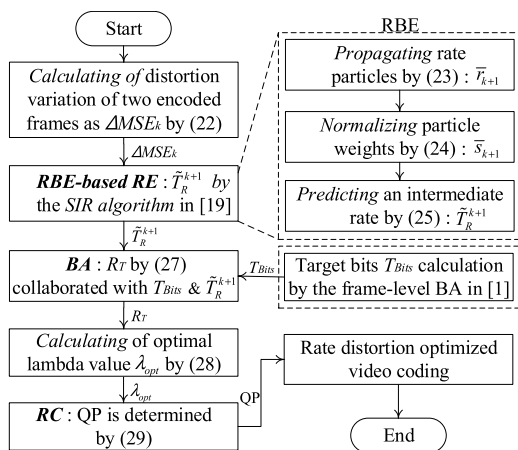 Start
Calculating of distortion
variation of two encoded
frames as ΔMSEk by (22)
ΔMSEk
RBE-based RE : T̃_R^{k+1} by
the SIR algorithm in [19]
T̃_R^{k+1}
BA : RT by (27)
collaborated with TBits & T̃_R^{k+1}
RT
Calculating of optimal
lambda value λopt by (28)
λopt
RC : QP is determined
by (29)
QP
RBE
Propagating rate
particles by (23) : r̅_{k+1}
Normalizing particle
weights by (24) : s̅_{k+1}
Predicting an intermediate
rate by (25) : T̃_R^{k+1}
TBits
Target bits TBits calculation
by the frame-level BA in [1]
Rate distortion optimized
video coding
End